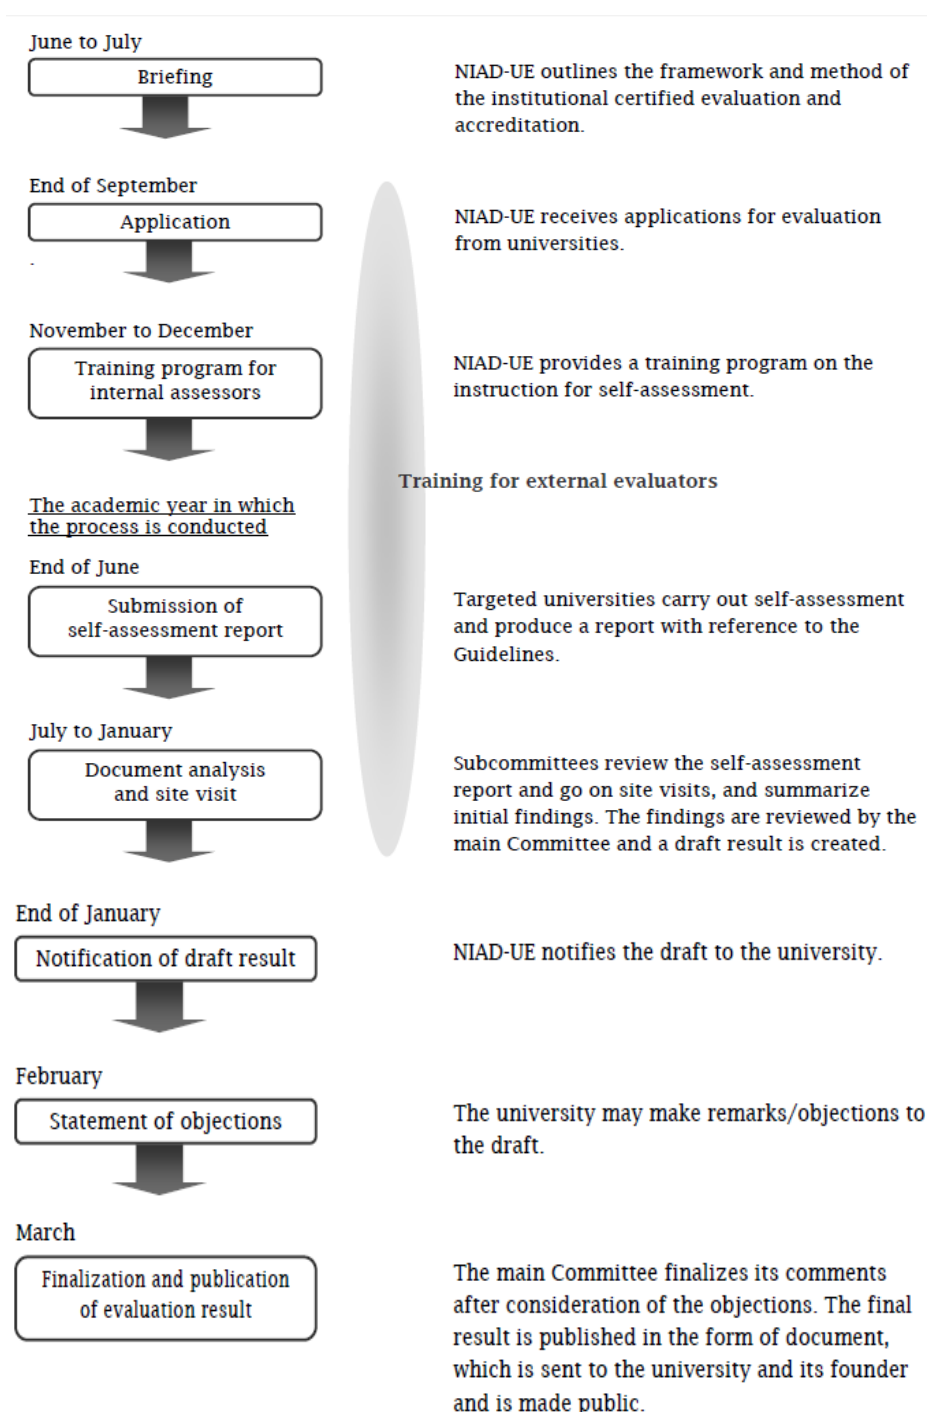 June to July
Briefing
NIAD-UE outlines the framework and method of
the institutional certified evaluation and
accreditation.
End of September
Application
NIAD-UE receives applications for evaluation
from universities.
November to December
Training program for
internal assessors
NIAD-UE provides a training program on the
instruction for self-assessment.
Training for external evaluators
The academic year in which
the process is conducted
End of June
Submission of
self-assessment report
Targeted universities carry out self-assessment
and produce a report with reference to the
Guidelines.
July to January
Document analysis
and site visit
Subcommittees review the self-assessment
report and go on site visits, and summarize
initial findings. The findings are reviewed by the
main Committee and a draft result is created.
End of January
Notification of draft result
NIAD-UE notifies the draft to the university.
February
Statement of objections
The university may make remarks/objections to
the draft.
March
Finalization and publication
of evaluation result
The main Committee finalizes its comments
after consideration of the objections. The final
result is published in the form of document,
which is sent to the university and its founder
and is made public.